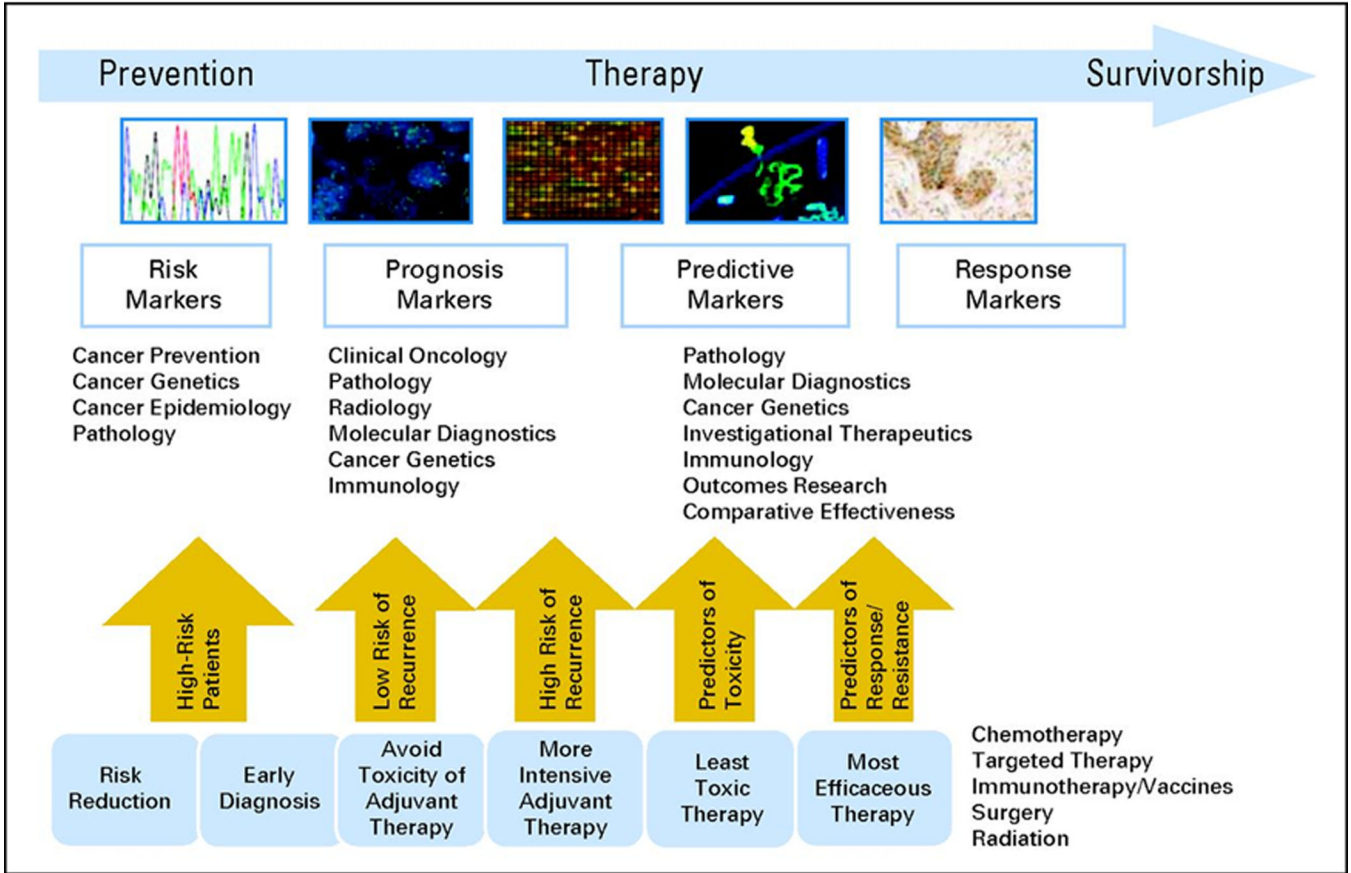 Prevention
Therapy
Survivorship
Risk
Markers
Prognosis
Markers
Predictive
Markers
Response
Markers
Cancer Prevention
Cancer Genetics
Cancer Epidemiology
Pathology
Clinical Oncology
Pathology
Radiology
Molecular Diagnostics
Cancer Genetics
Immunology
Pathology
Molecular Diagnostics
Cancer Genetics
Investigational Therapeutics
Immunology
Outcomes Research
Comparative Effectiveness
High-Risk
Patients
Low Risk of
Recurrence
High Risk of
Recurrence
Predictors of
Toxicity
Predictors of
Response/
Resistance
Risk
Reduction
Early
Diagnosis
Avoid
Toxicity of
Adjuvant
Therapy
More
Intensive
Adjuvant
Therapy
Least
Toxic
Therapy
Most
Efficaceous
Therapy
Chemotherapy
Targeted Therapy
Immunotherapy/Vaccines
Surgery
Radiation